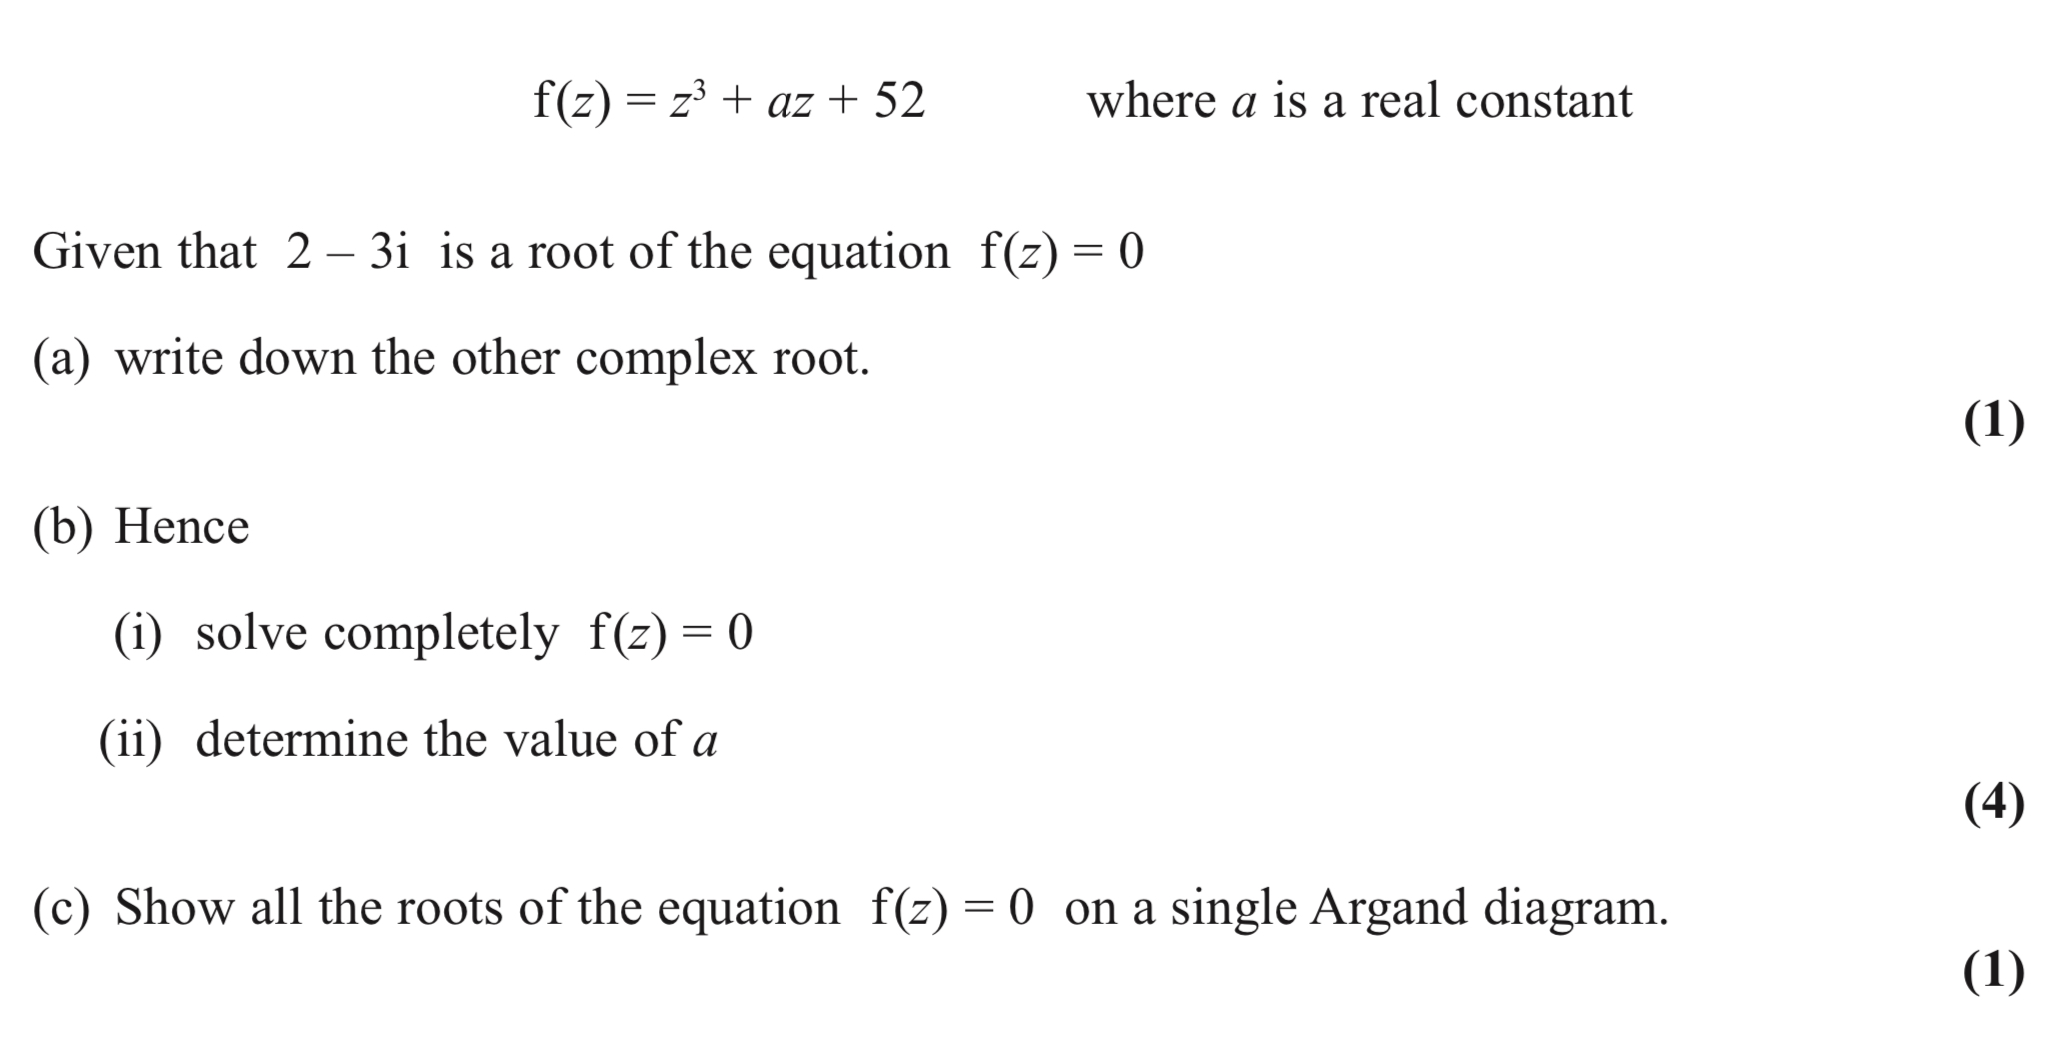 f(z) = z³ + az + 52 where a is a real constant
Given that 2 – 3i is a root of the equation f(z) = 0
(a) write down the other complex root.
(1)
(b) Hence
(i) solve completely f(z) = 0
(ii) determine the value of a
(4)
(c) Show all the roots of the equation f(z) = 0 on a single Argand diagram.
(1)